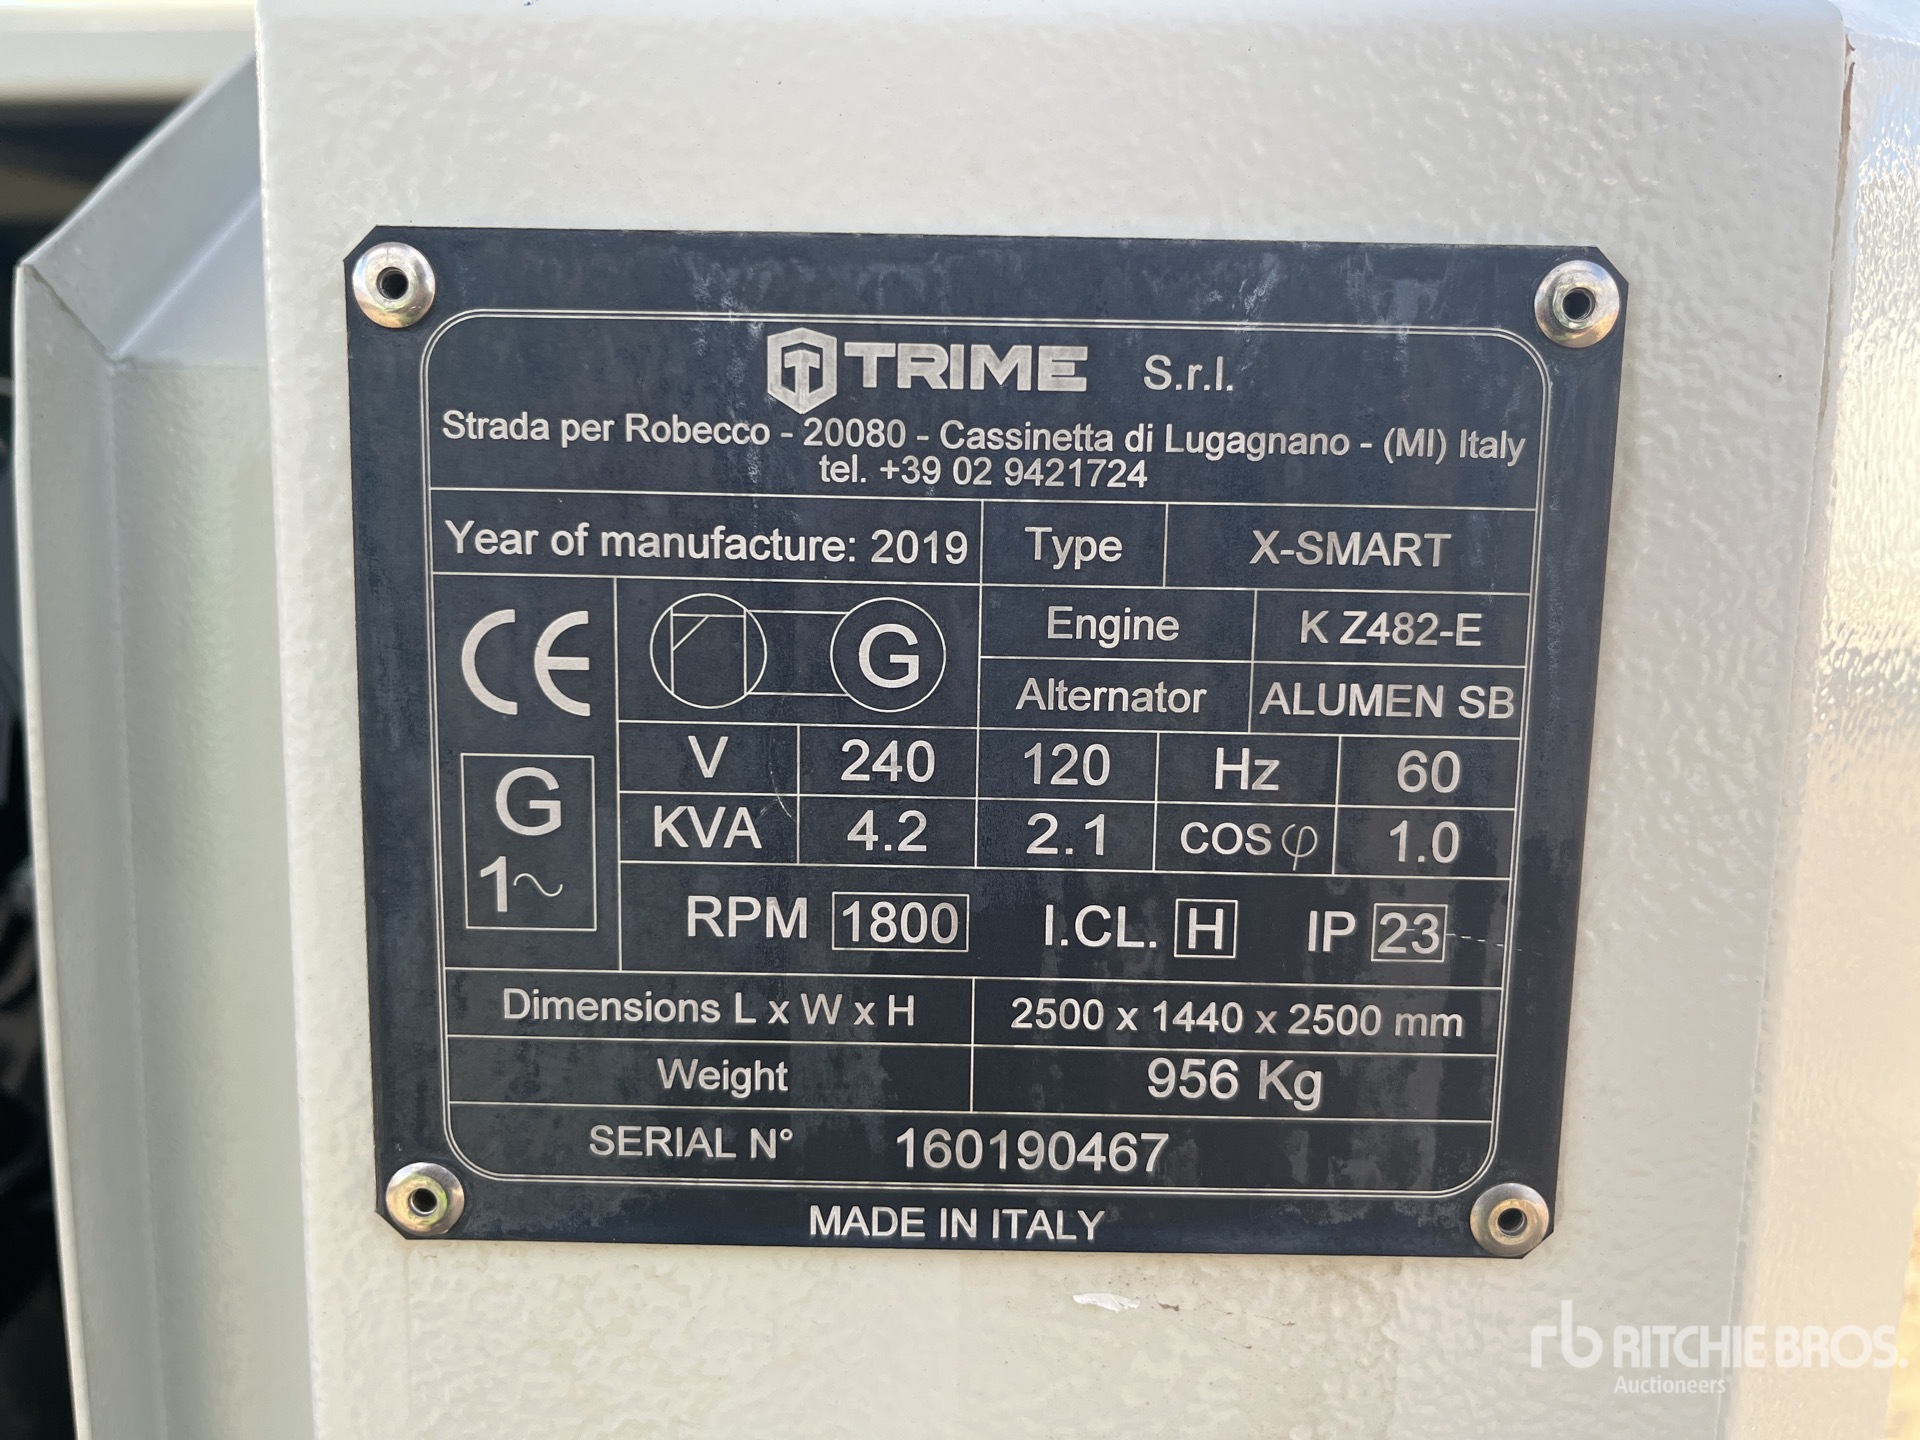 TRIME S.r.l.
Strada per Robecco - 20080 - Cassinetta di Lugagnano - (MI) Italy
tel. +39 02 9421724
Year of manufacture: 2019 Type X-SMART
CE G Engine K Z482-E
Alternator ALUMEN SB
V 240 120 Hz 60
KVA 4.2 2.1 COS φ 1.0
G
1~
RPM 1800 I.CL. H IP 23
Dimensions L x W x H 2500 x 1440 x 2500 mm
Weight 956 Kg
SERIAL N° 160190467
MADE IN ITALY
rb RITCHIE BROS.
Auctioneers